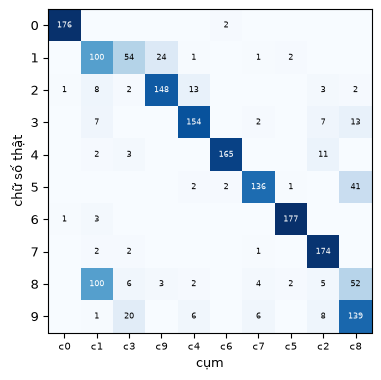 0 176 2
1 100 54 24 1 1 2
2 1 8 2 148 13 3 2
3 7 154 2 7 13
4 2 3 165 11
5 2 2 136 1 41
6 1 3 177
7 2 2 1 174
8 100 6 3 2 4 2 5 52
9 1 20 6 6 8 139
c0 c1 c3 c9 c4 c6 c7 c5 c2 c8
cụm
chữ số thật